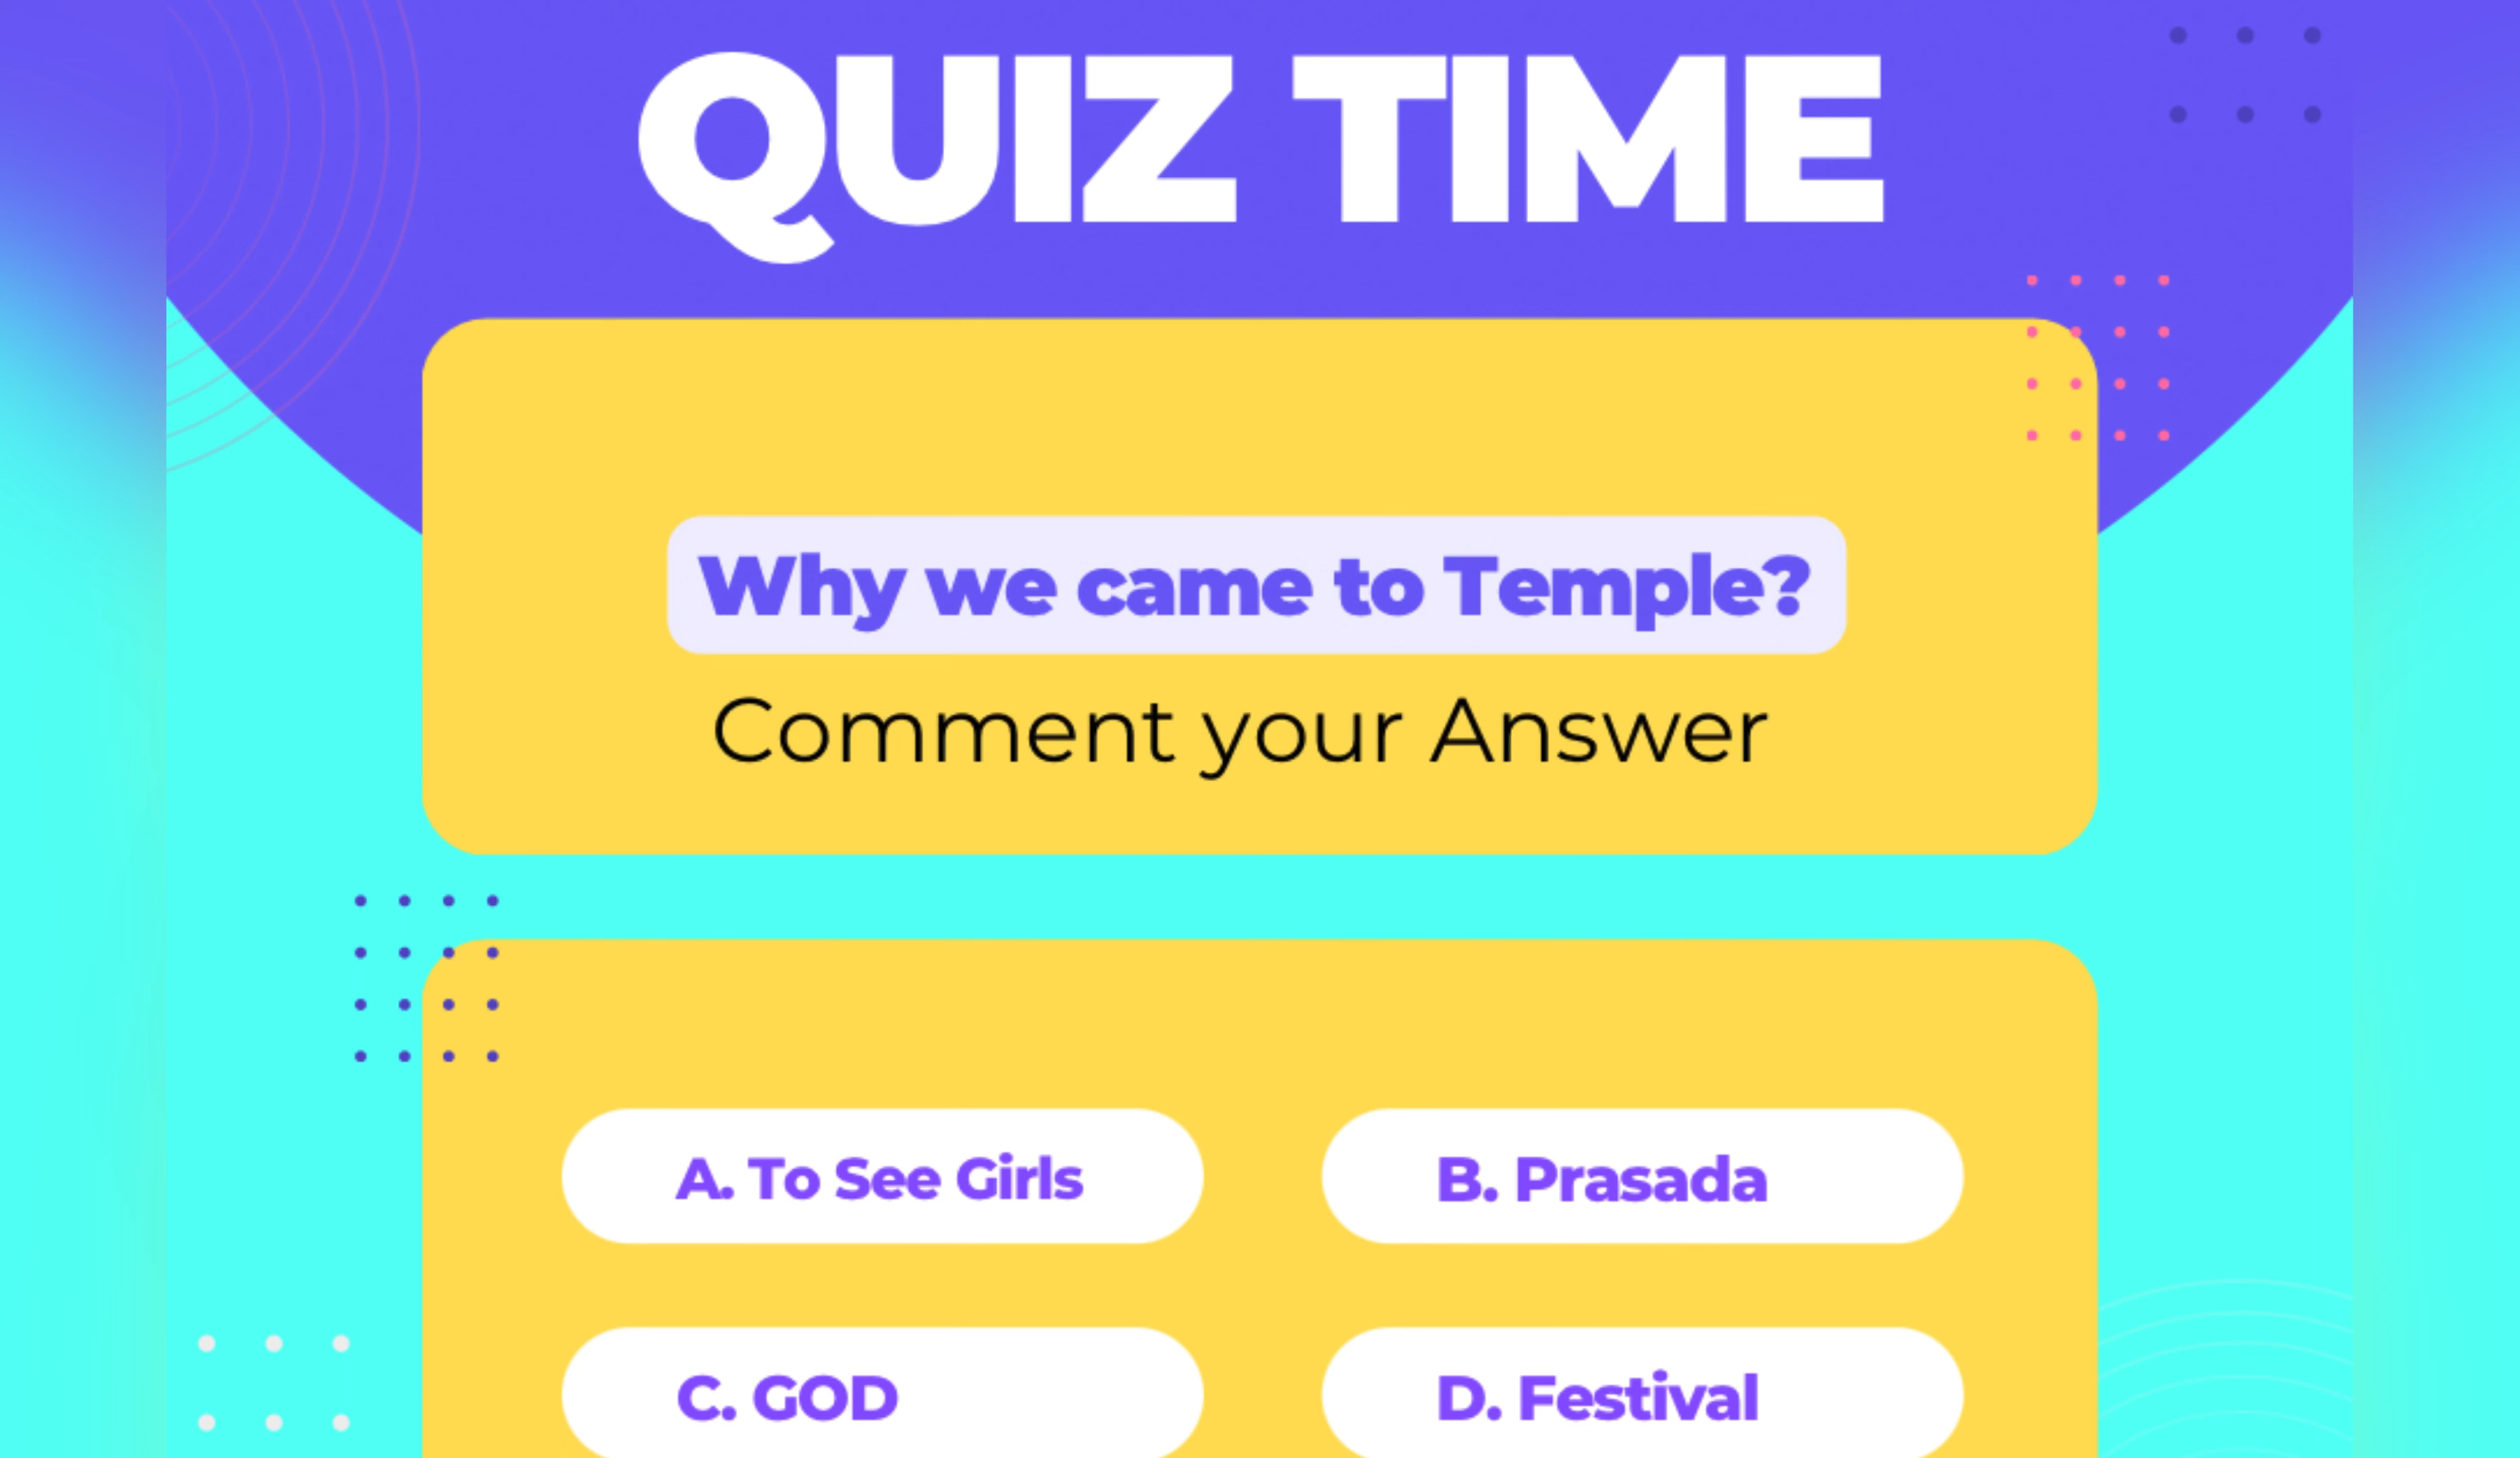 QUIZ TIME
Why we came to Temple?
Comment your Answer
A. To See Girls
B. Prasada
C. GOD
D. Festival